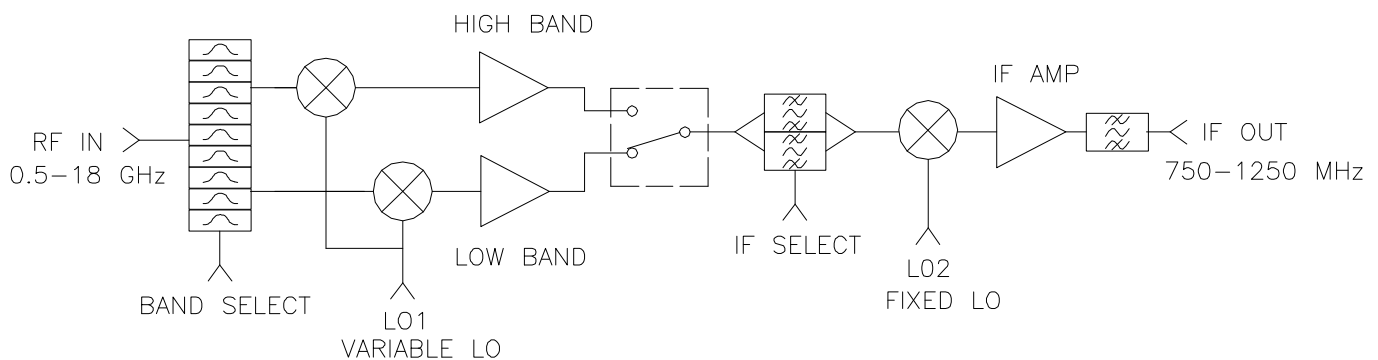 HIGH BAND
IF AMP
RF IN
0.5-18 GHz
IF OUT
750-1250 MHz
LOW BAND
IF SELECT
BAND SELECT
LO1
VARIABLE LO
LO2
FIXED LO